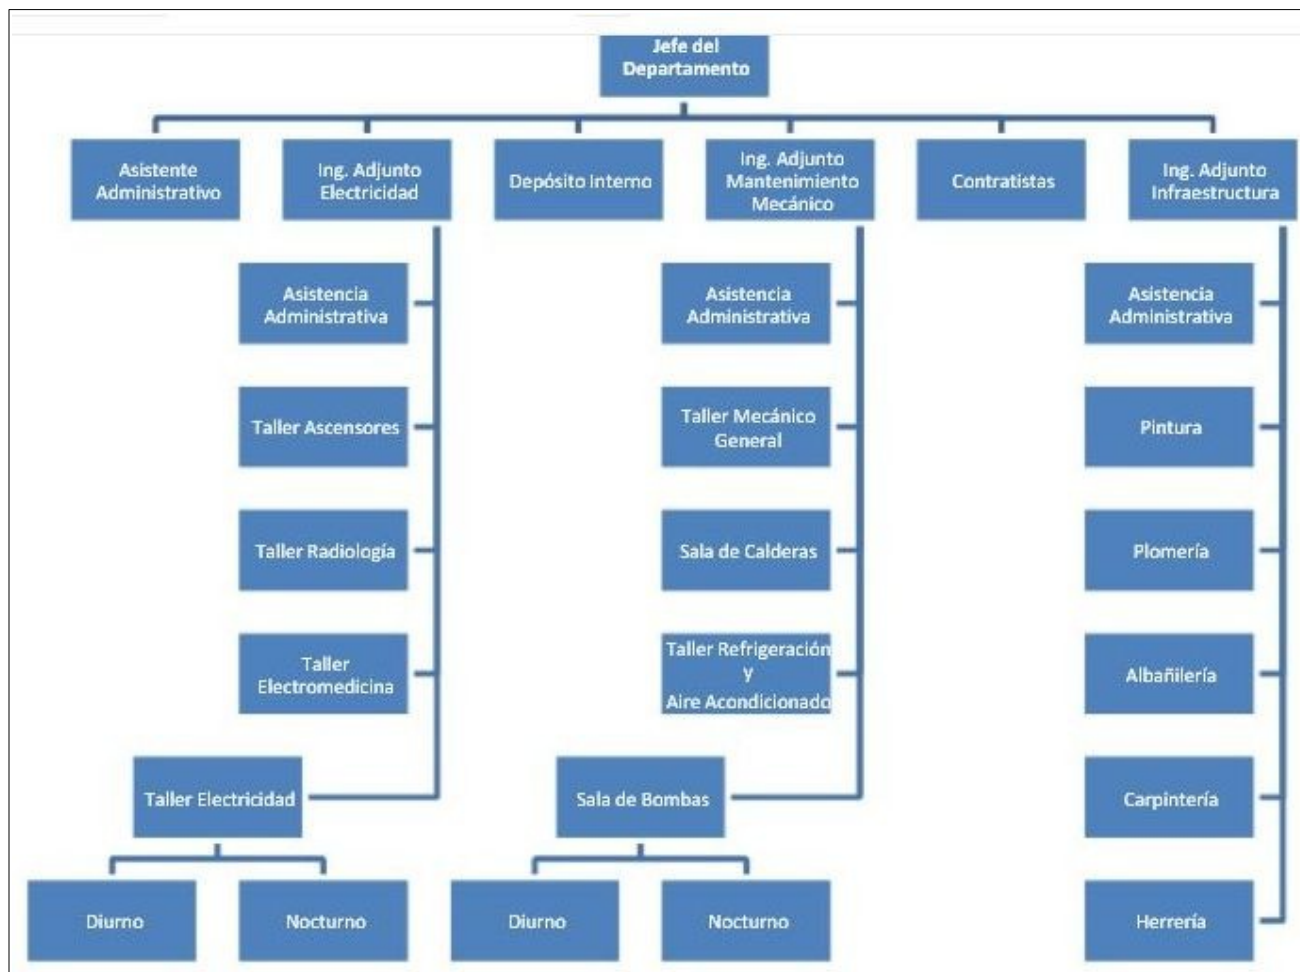 Jefe del
Departamento
Asistente
Administrativo
Ing. Adjunto
Electricidad
Depósito Interno
Ing. Adjunto
Mantenimiento
Mecánico
Contratistas
Ing. Adjunto
Infraestructura
Asistencia
Administrativa
Asistencia
Administrativa
Asistencia
Administrativa
Taller Ascensores
Taller Mecánico
General
Pintura
Taller Radiología
Sala de Calderas
Plomería
Taller
Electromedicina
Taller Refrigeración
y
Aire Acondicionado
Albañilería
Taller Electricidad
Sala de Bombas
Carpintería
Diurno
Nocturno
Diurno
Nocturno
Herrería